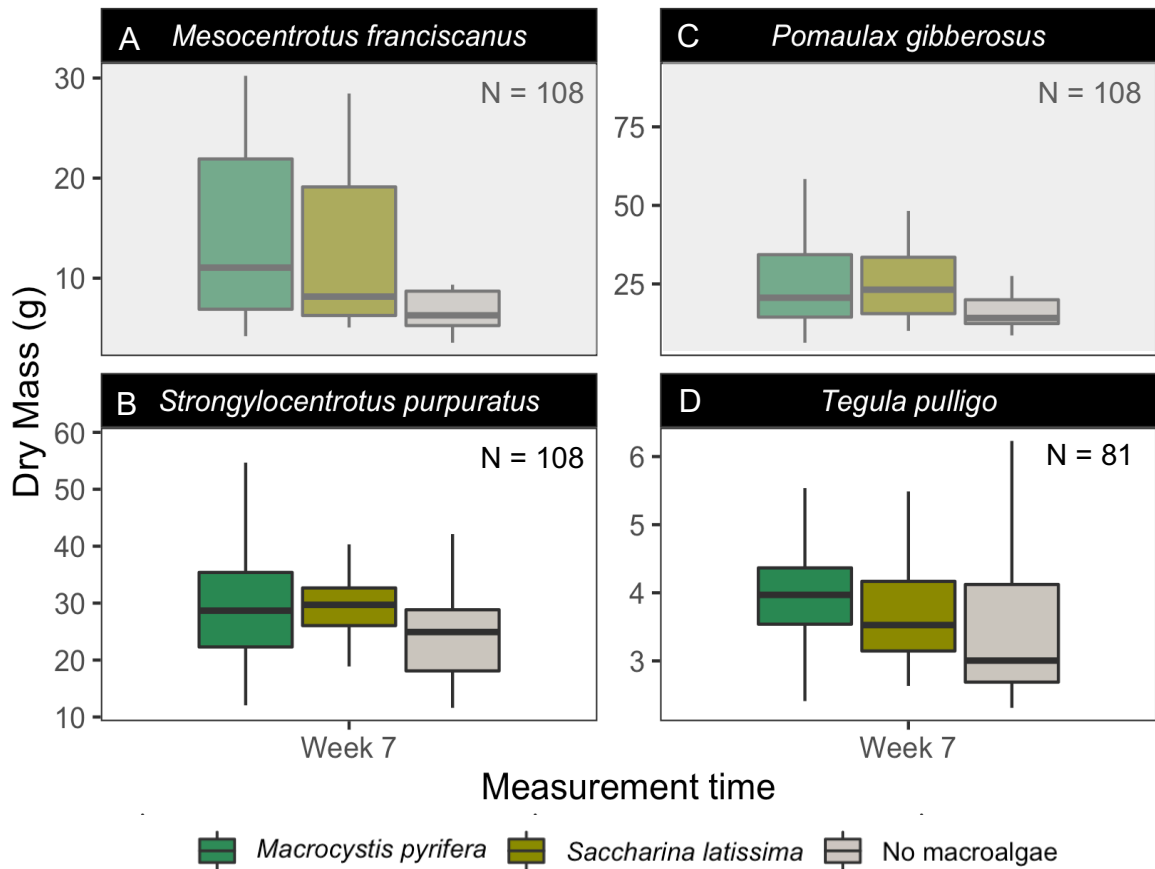 A Mesocentrotus franciscanus
N = 108
30
20
10
C Pomaulax gibberosus
N = 108
75
50
25
Dry Mass (g)
B Strongylocentrotus purpuratus
N = 108
60
50
40
30
20
10
Week 7
D Tegula pulligo
N = 81
6
5
4
3
Week 7
Measurement time
Macrocystis pyrifera Saccharina latissima No macroalgae